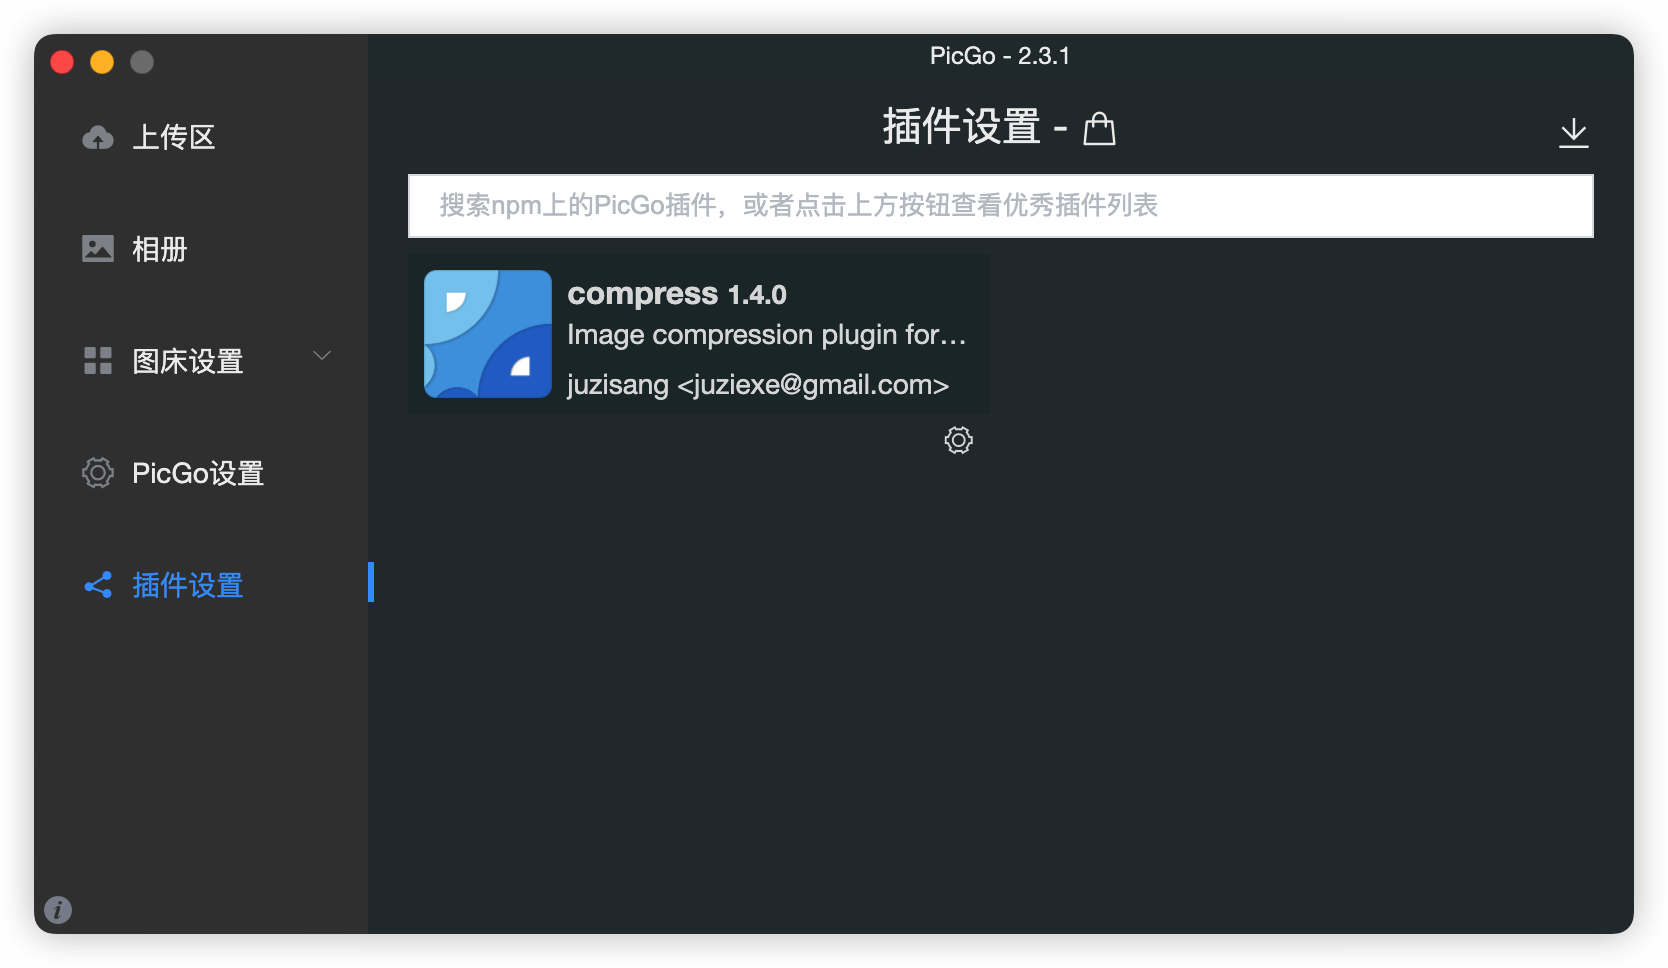 PicGo - 2.3.1
上传区
相册
图床设置
PicGo设置
插件设置
插件设置 -
搜索npm上的PicGo插件，或者点击上方按钮查看优秀插件列表
compress 1.4.0
Image compression plugin for...
juzisang <juziexe@gmail.com>
i